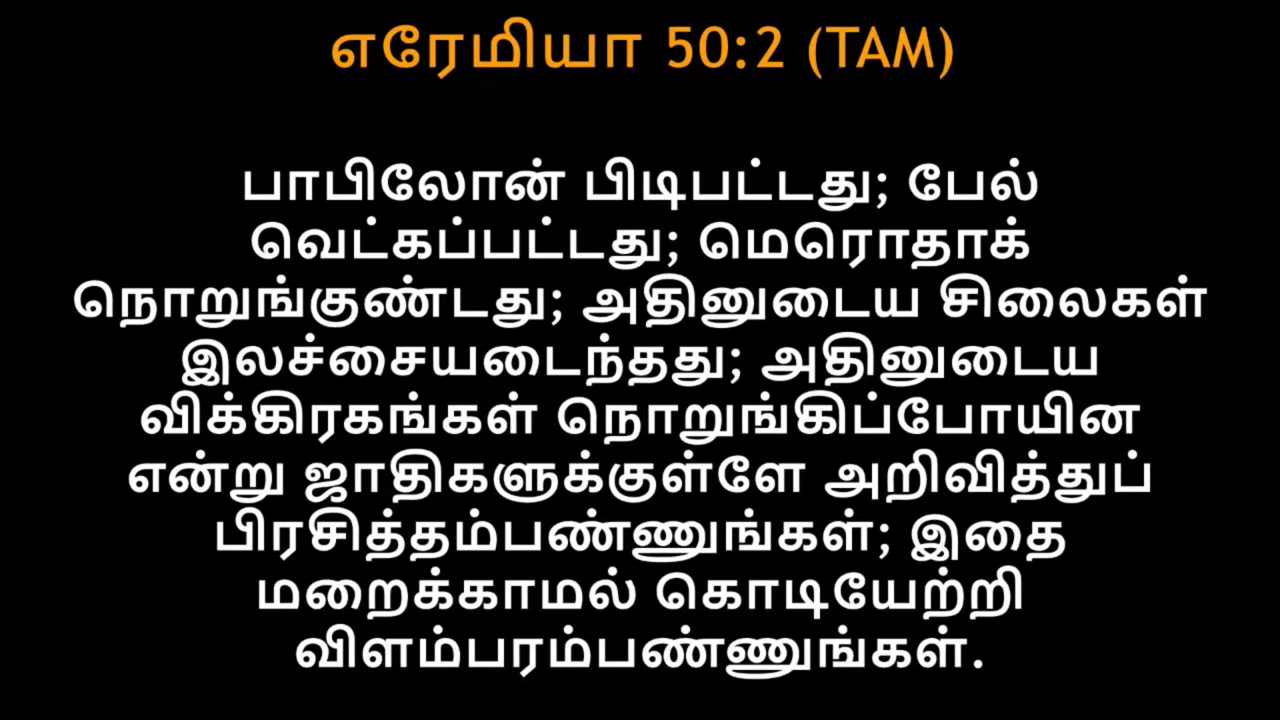 எரேமியா 50:2 (TAM)
பாபிலோன் பிடிபட்டது; பேல்
வெட்கப்பட்டது; மெரொதாக்
நொறுங்குண்டது; அதினுடைய சிலைகள்
இலச்சையடைந்தது; அதினுடைய
விக்கிரகங்கள் நொறுங்கிப்போயின
என்று ஜாதிகளுக்குள்ளே அறிவித்துப்
பிரசித்தம்பண்ணுங்கள்; இதை
மறைக்காமல் கொடியேற்றி
விளம்பரம்பண்ணுங்கள்.